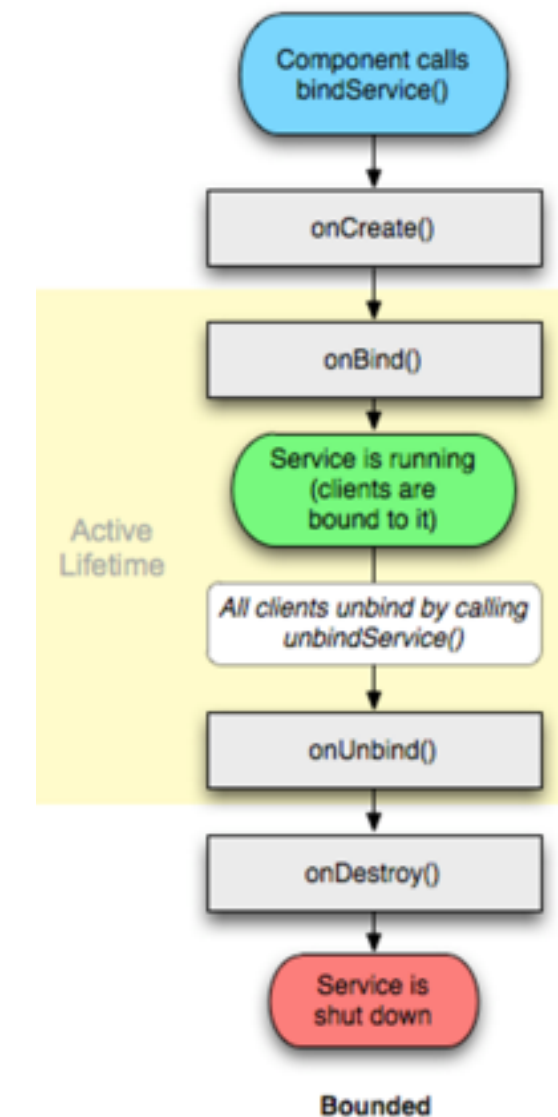 Component calls
bindService()
onCreate()
onBind()
Service is running
(clients are
bound to it)
Active
Lifetime
All clients unbind by calling
unbindService()
onUnbind()
onDestroy()
Service is
shut down
Bounded